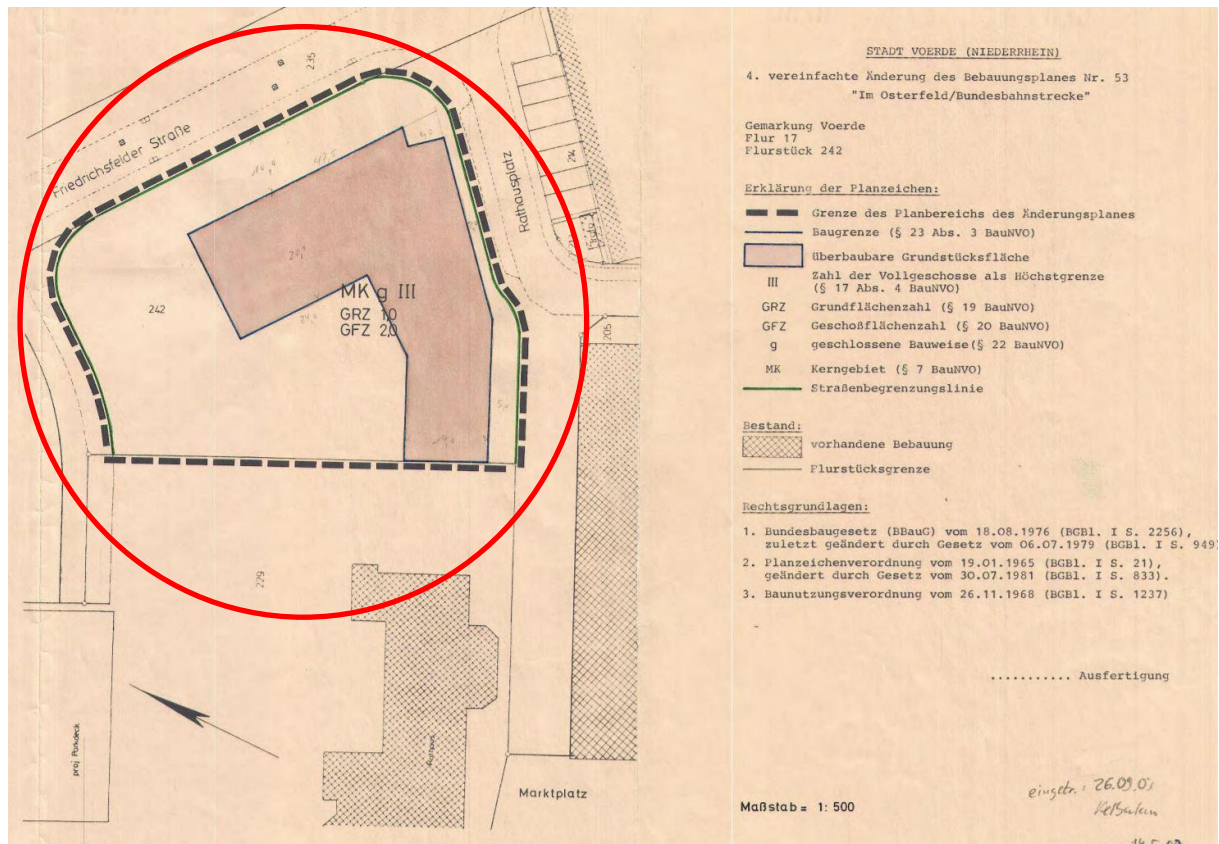 235
Friedrichsfelder Straße
Rathausplatz
214
242
MK g III
GRZ 1,0
GFZ 2,0
205
229
proj Parkdeck
Rathaus
Marktplatz
STADT VOERDE (NIEDERRHEIN)
4. vereinfachte Änderung des Bebauungsplanes Nr. 53
"Im Osterfeld/Bundesbahnstrecke"
Gemarkung Voerde
Flur 17
Flurstück 242
Erklärung der Planzeichen:
Grenze des Planbereichs des Änderungsplanes
Baugrenze (§ 23 Abs. 3 BauNVO)
überbaubare Grundstücksfläche
III Zahl der Vollgeschosse als Höchstgrenze
(§ 17 Abs. 4 BauNVO)
GRZ Grundflächenzahl (§ 19 BauNVO)
GFZ Geschoßflächenzahl (§ 20 BauNVO)
g geschlossene Bauweise(§ 22 BauNVO)
MK Kerngebiet (§ 7 BauNVO)
Straßenbegrenzungslinie
Bestand:
vorhandene Bebauung
Flurstücksgrenze
Rechtsgrundlagen:
1. Bundesbaugesetz (BBauG) vom 18.08.1976 (BGBl. I S. 2256),
zuletzt geändert durch Gesetz vom 06.07.1979 (BGBl. I S. 949)
2. Planzeichenverordnung vom 19.01.1965 (BGBl. I S. 21),
geändert durch Gesetz vom 30.07.1981 (BGBl. I S. 833).
3. Baunutzungsverordnung vom 26.11.1968 (BGBl. I S. 1237)
........... Ausfertigung
Maßstab = 1: 500
eingetr.: 26.09.